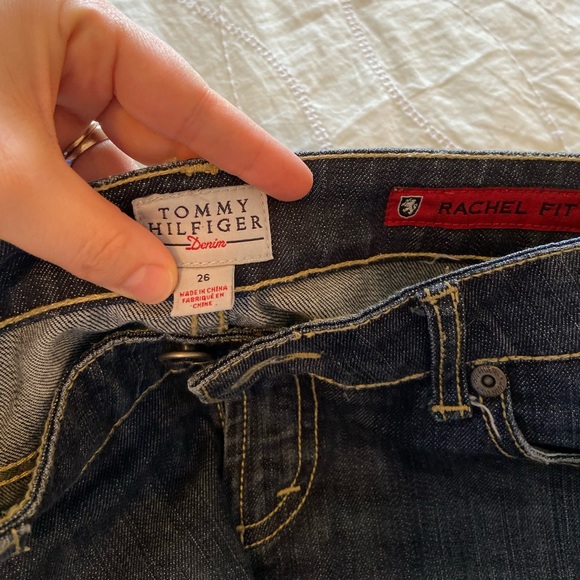 TOMMY
HILFIGER
Denim
26
MADE IN CHINA
FABRIQUÉ EN
CHINE
RACHEL FIT